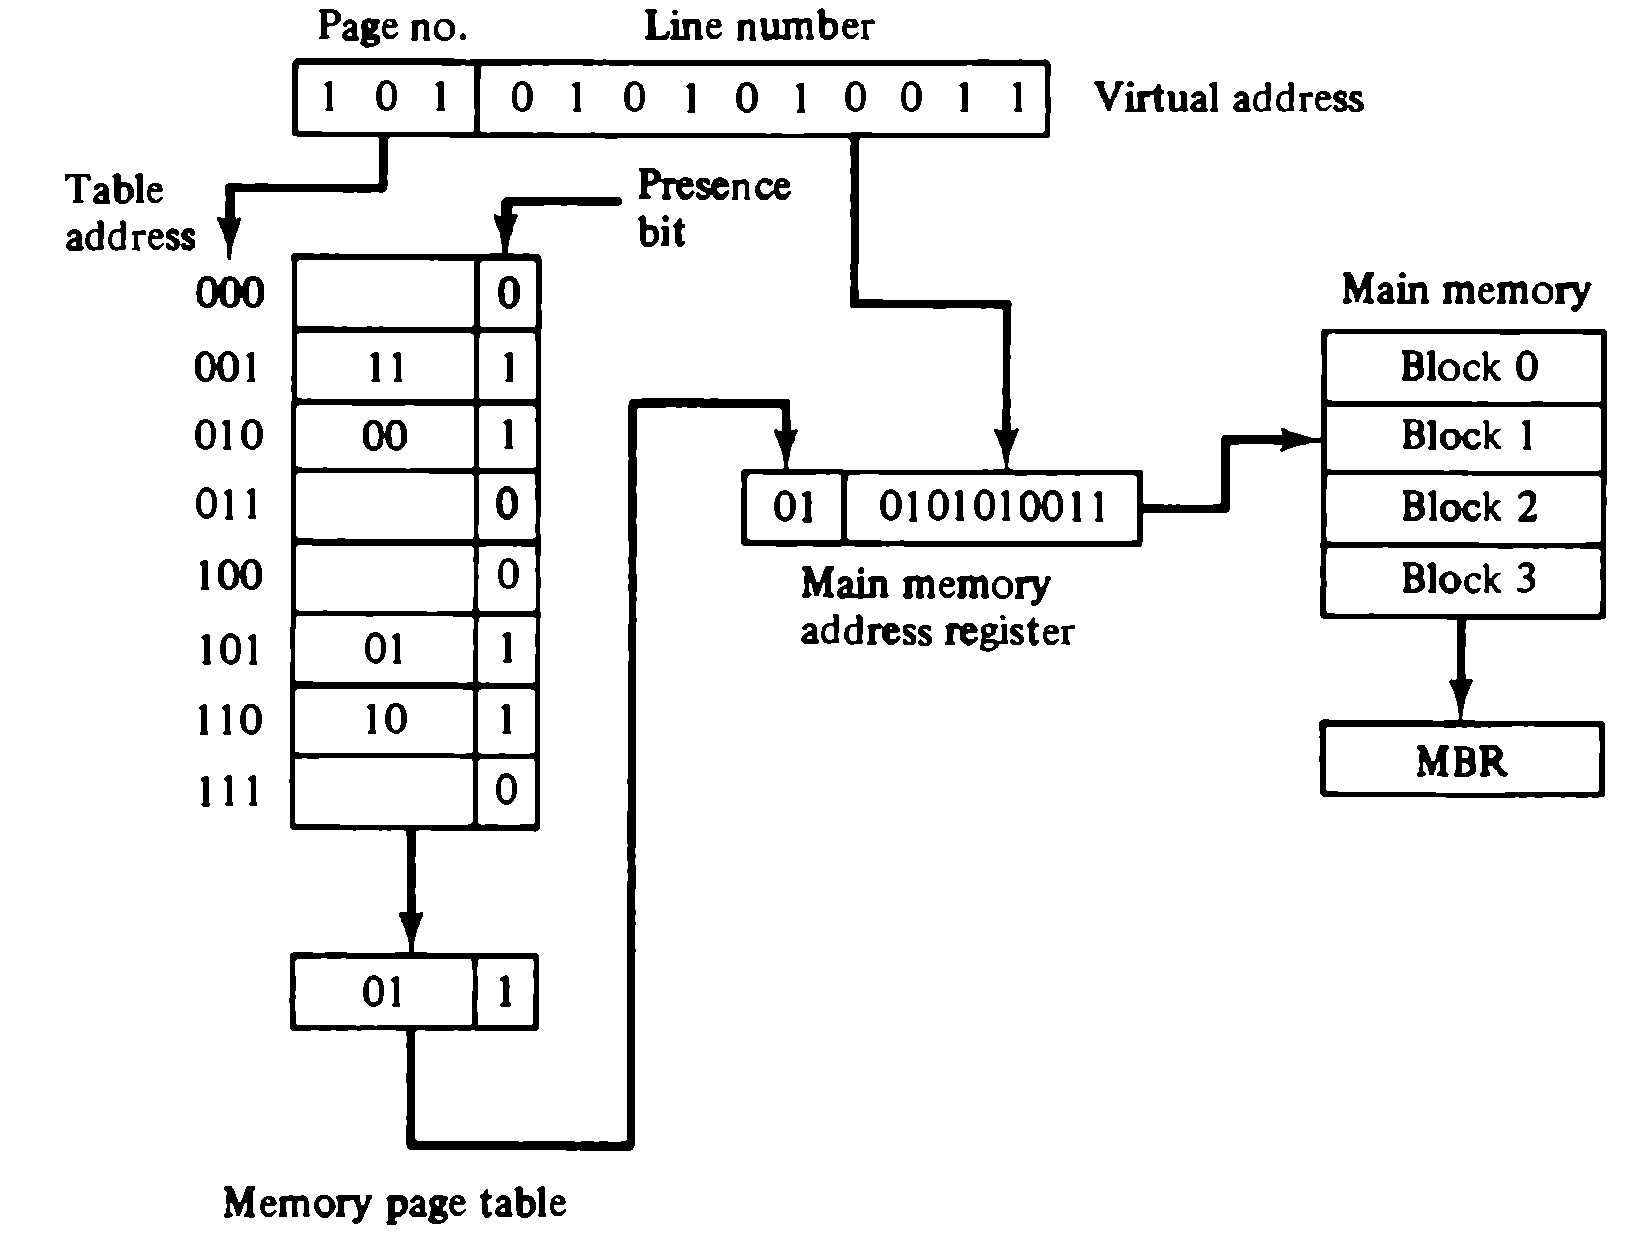 Page no. Line number
1 0 1 0 1 0 1 0 1 0 0 1 1 Virtual address
Table
address
Presence
bit
000 0
001 11 1
010 00 1
011 0
100 0
101 01 1
110 10 1
111 0
01 1
Memory page table
01 0101010011
Main memory
address register
Main memory
Block 0
Block 1
Block 2
Block 3
MBR